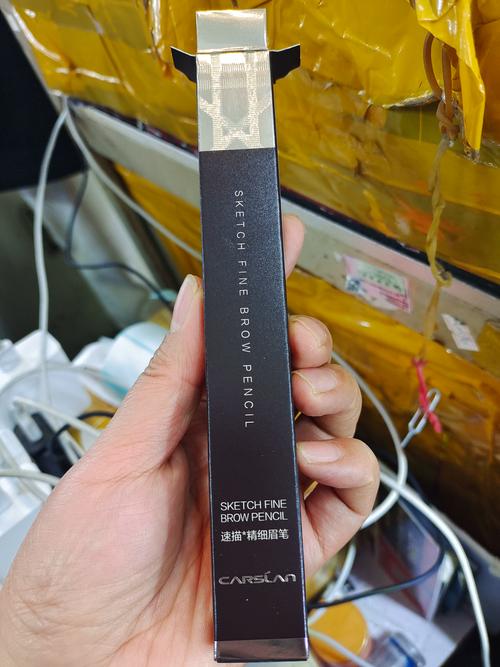 SKETCH FINE BROW PENCIL
SKETCH FINE
BROW PENCIL
速描*精细眉笔
CARSLAN